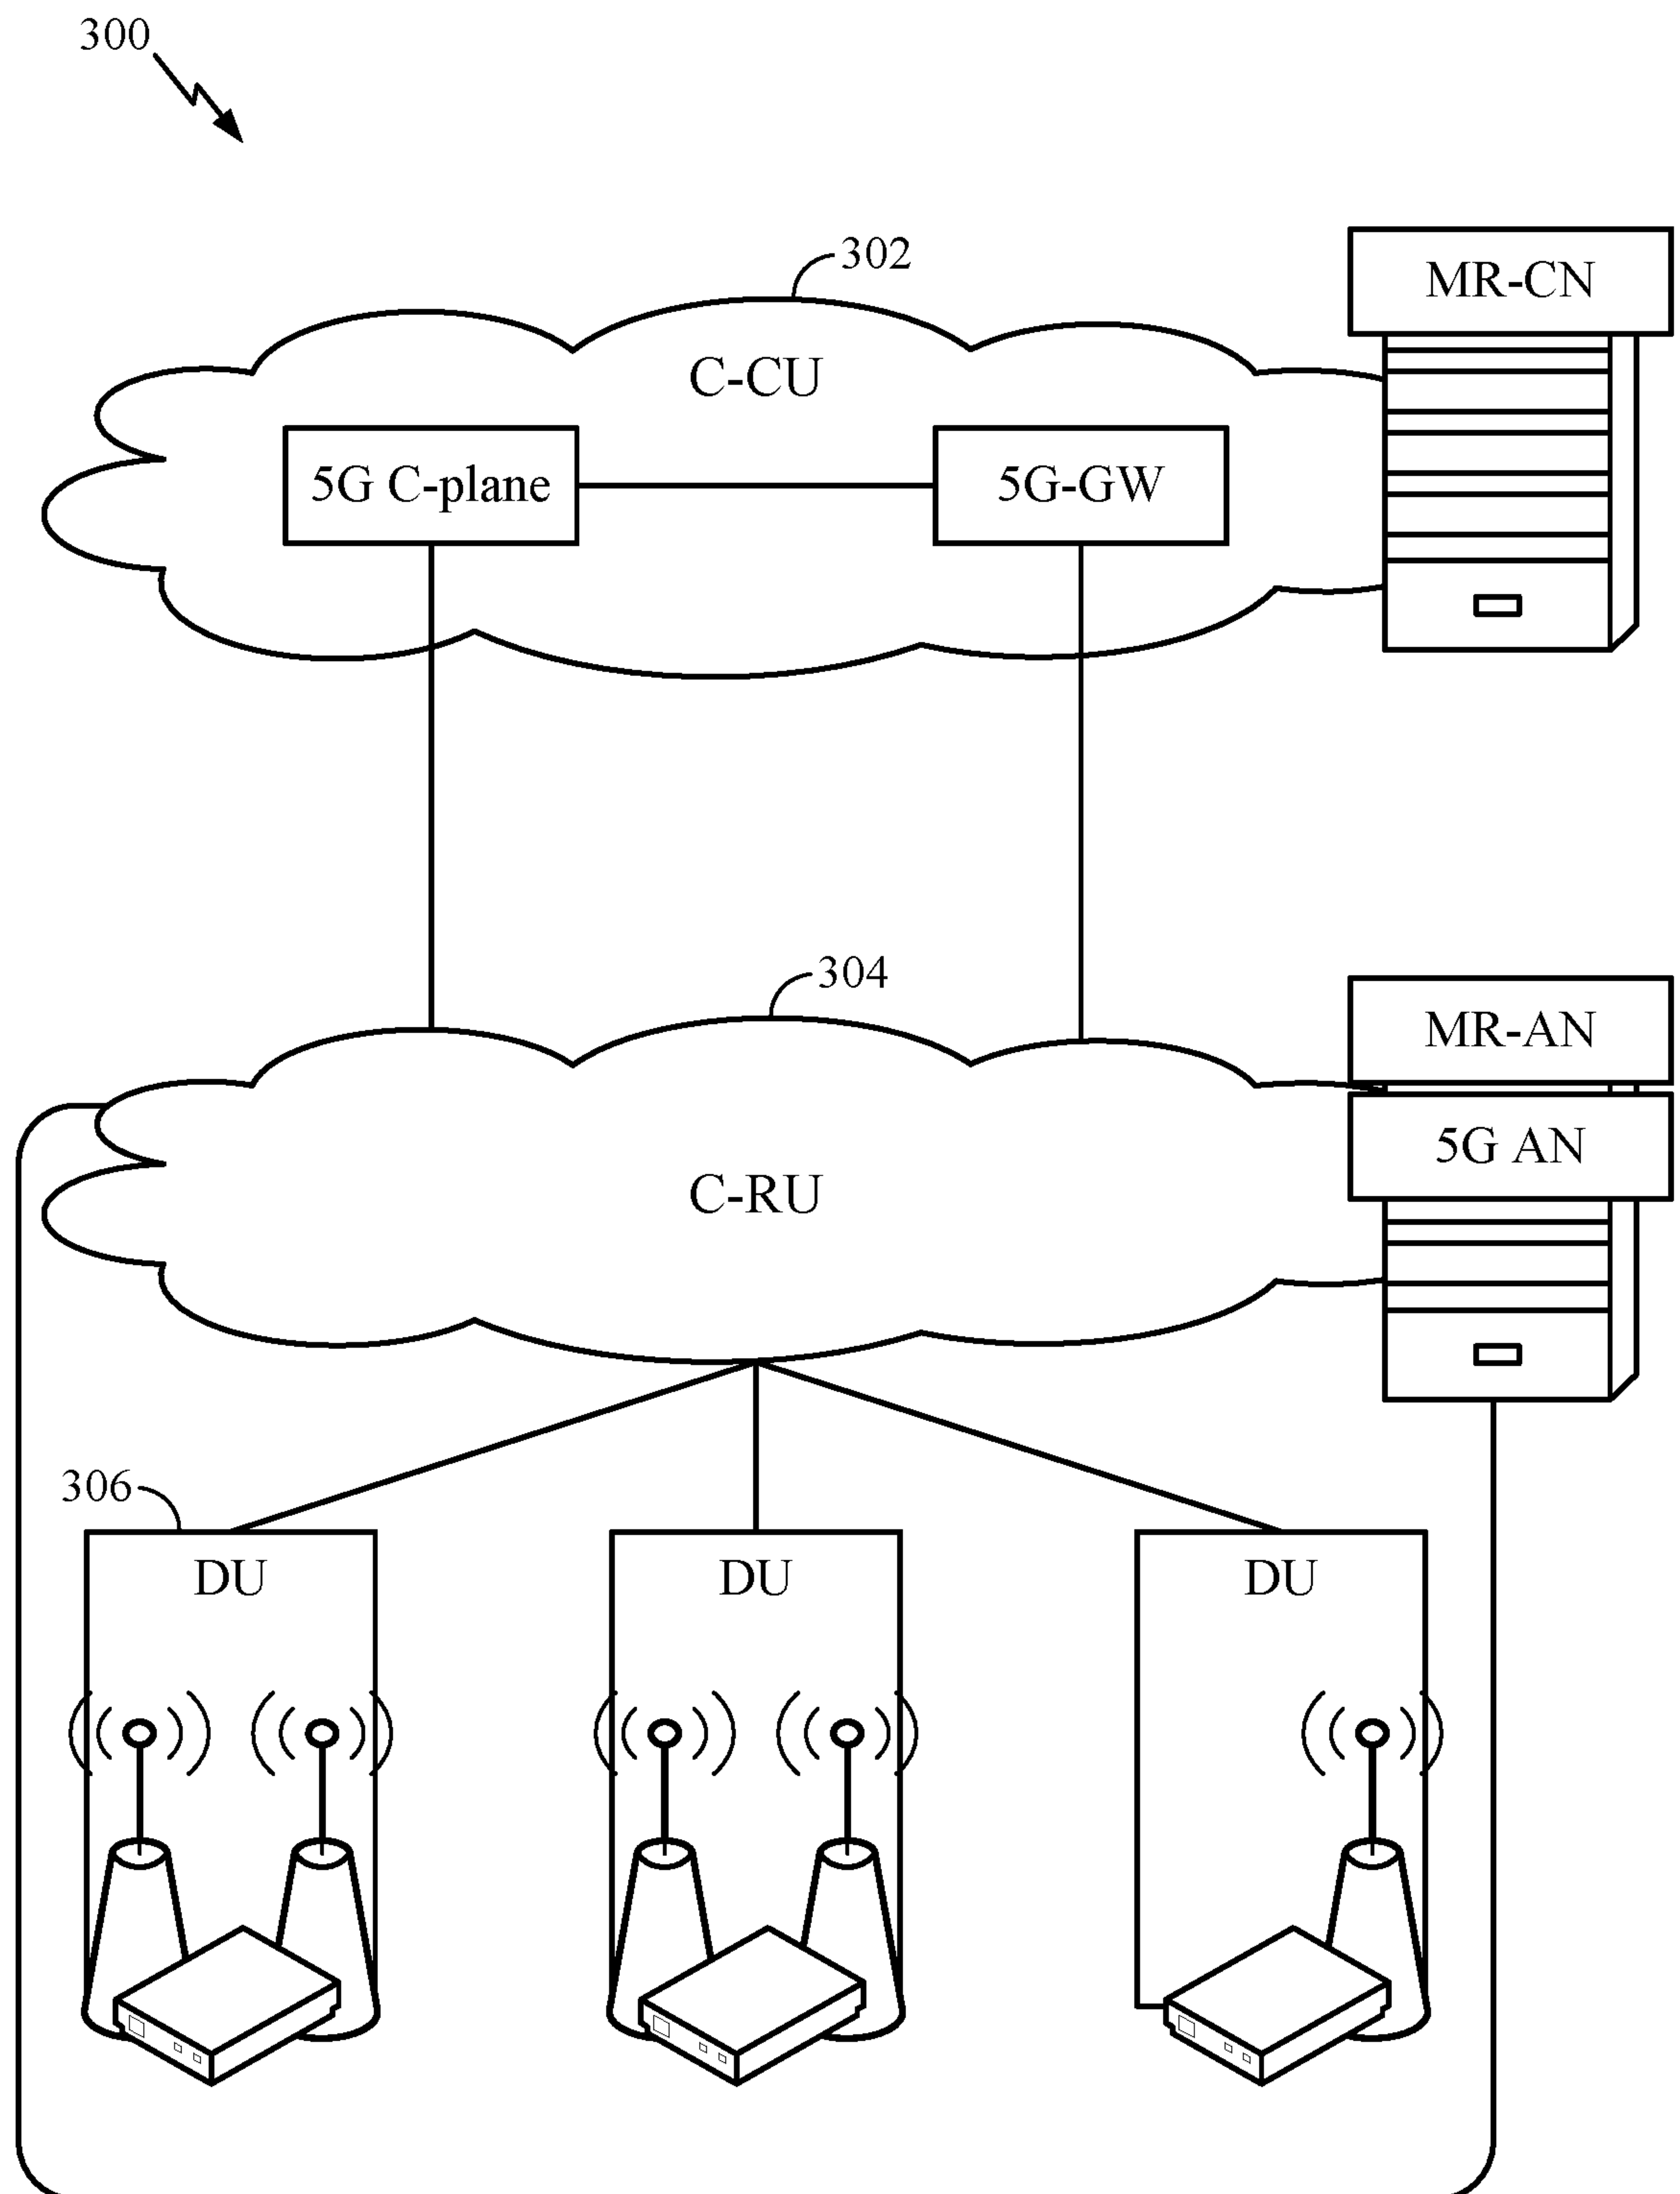 300
302
MR-CN
C-CU
5G C-plane
5G-GW
304
MR-AN
5G AN
C-RU
306
DU
DU
DU